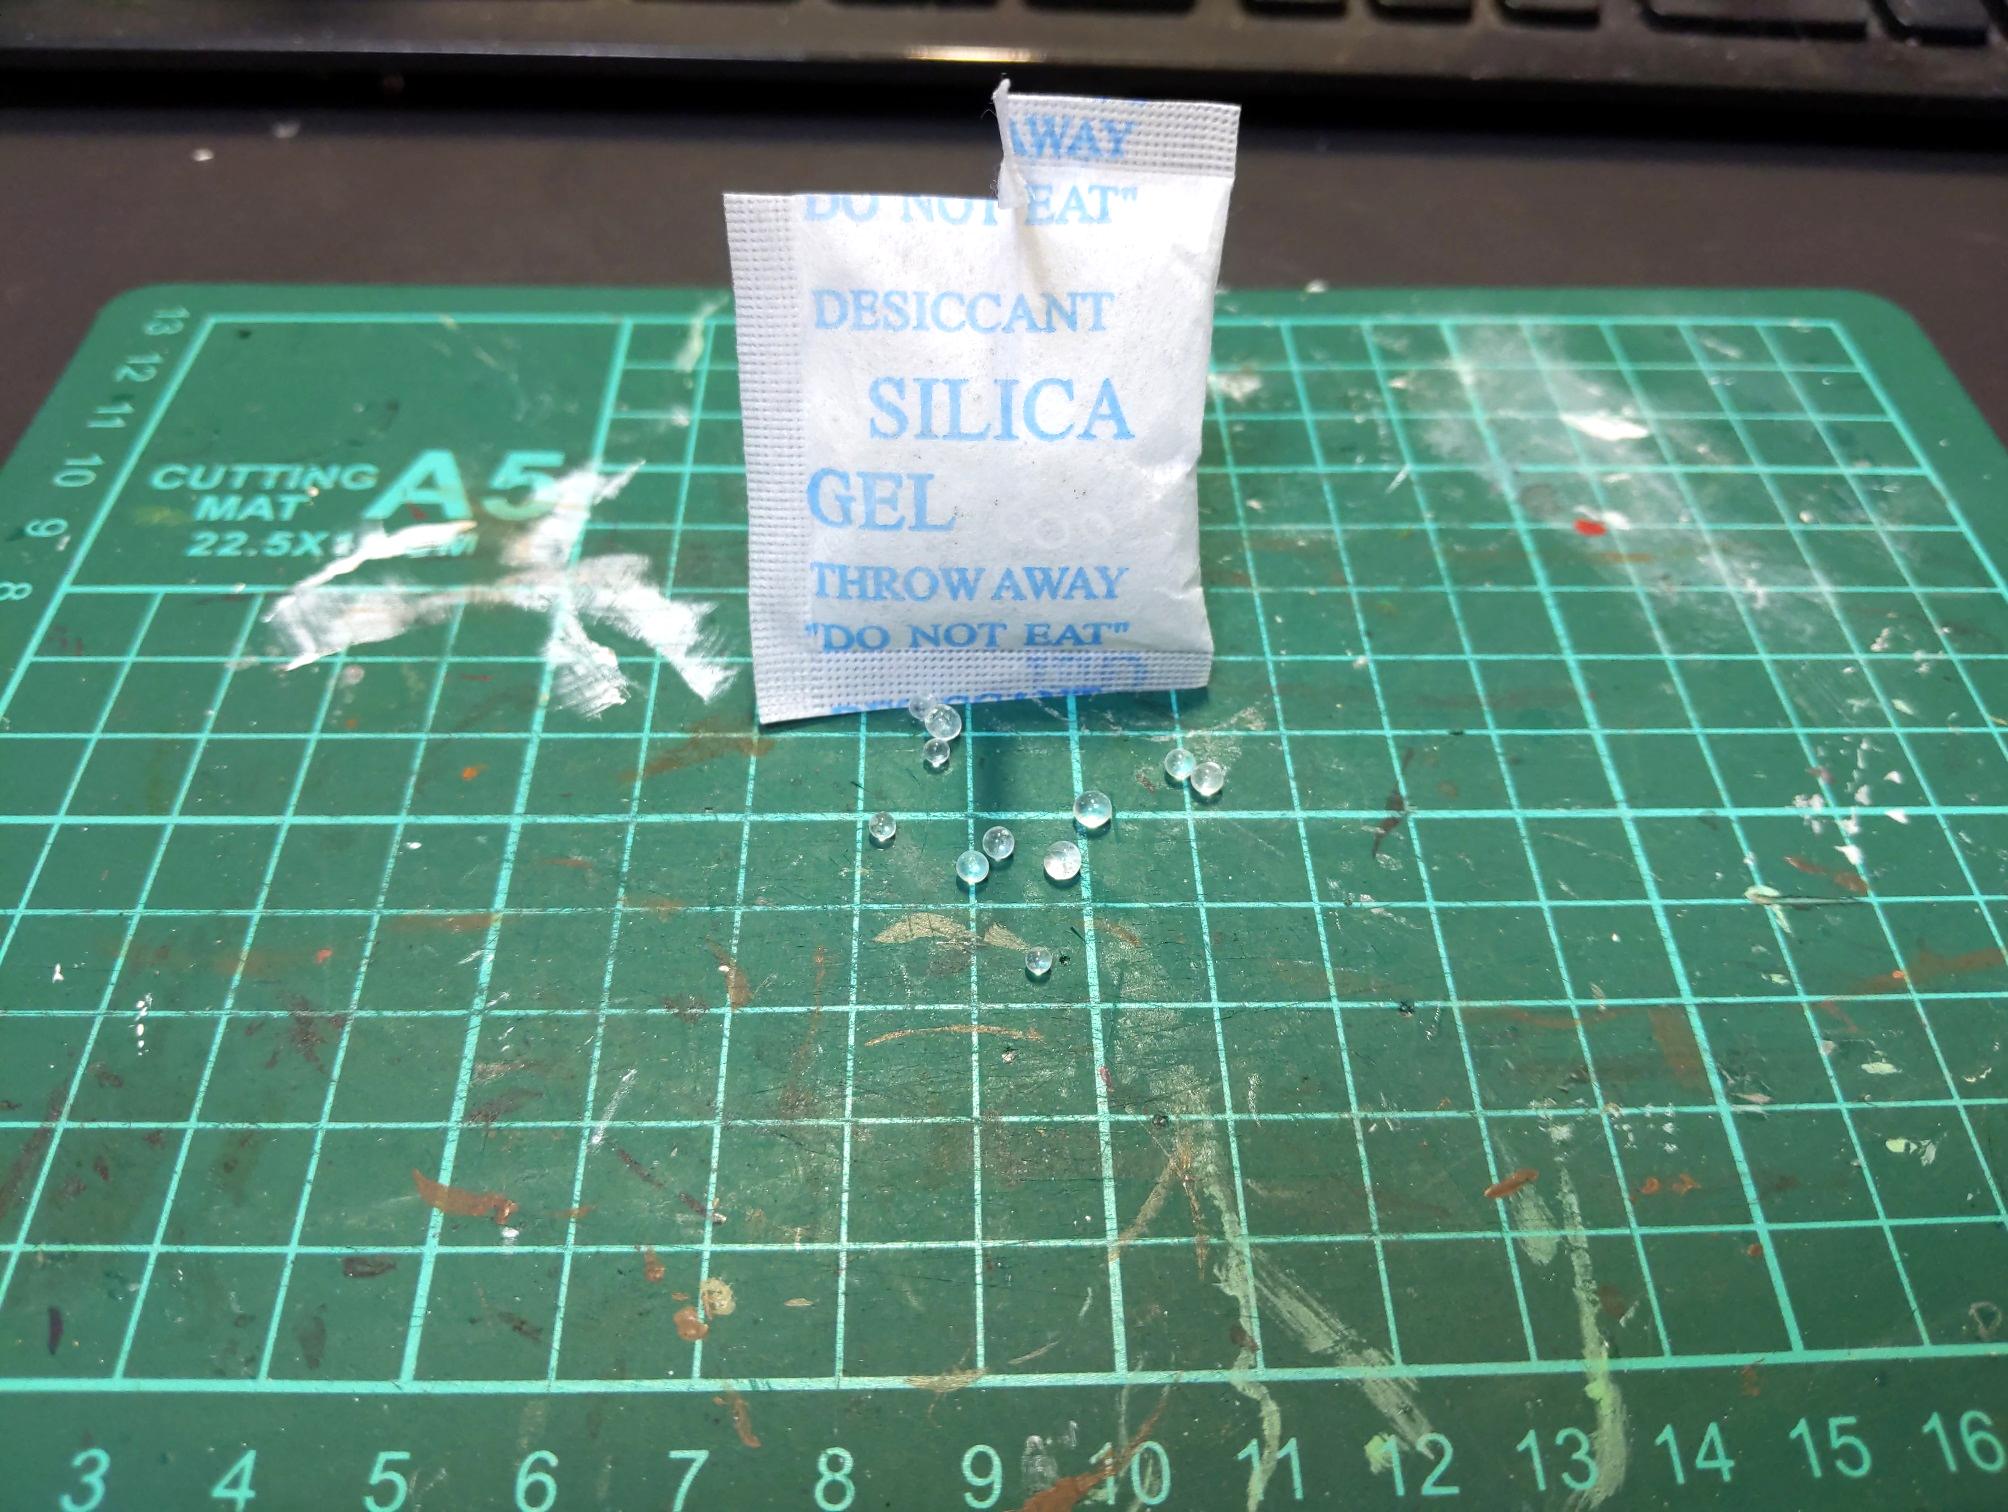 AWAY
DO NOT EAT"
DESICCANT
SILICA
GEL
THROW AWAY
"DO NOT EAT"
13
12
11
10
9
8
CUTTING
MAT
A5
3 4 5 6 7 8 9 10 11 12 13 14 15 16